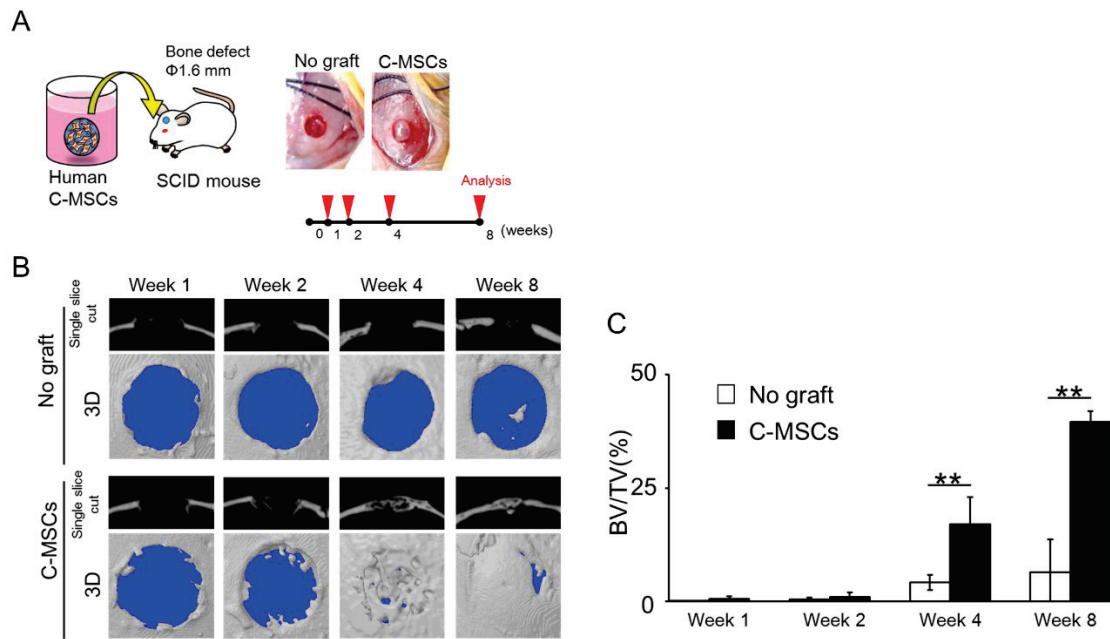 A
Bone defect
Φ1.6 mm
Human
C-MSCs
SCID mouse
No graft C-MSCs
Analysis
0 1 2 4 8 (weeks)
B
Week 1 Week 2 Week 4 Week 8
No graft
Single slice
cut
3D
C-MSCs
Single slice
cut
3D
C
BV/TV(%)
50
25
0
No graft
C-MSCs
**
**
Week 1 Week 2 Week 4 Week 8